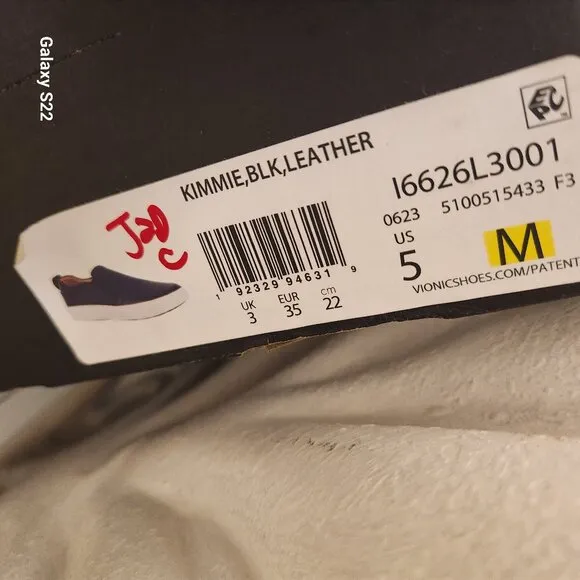 Galaxy S22
EPC
KIMMIE,BLK,LEATHER
I6626L3001
0623 5100515433 F3
US
5 M
VIONICSHOES.COM/PATENT
1 92329 94631 9
UK EUR cm
3 35 22